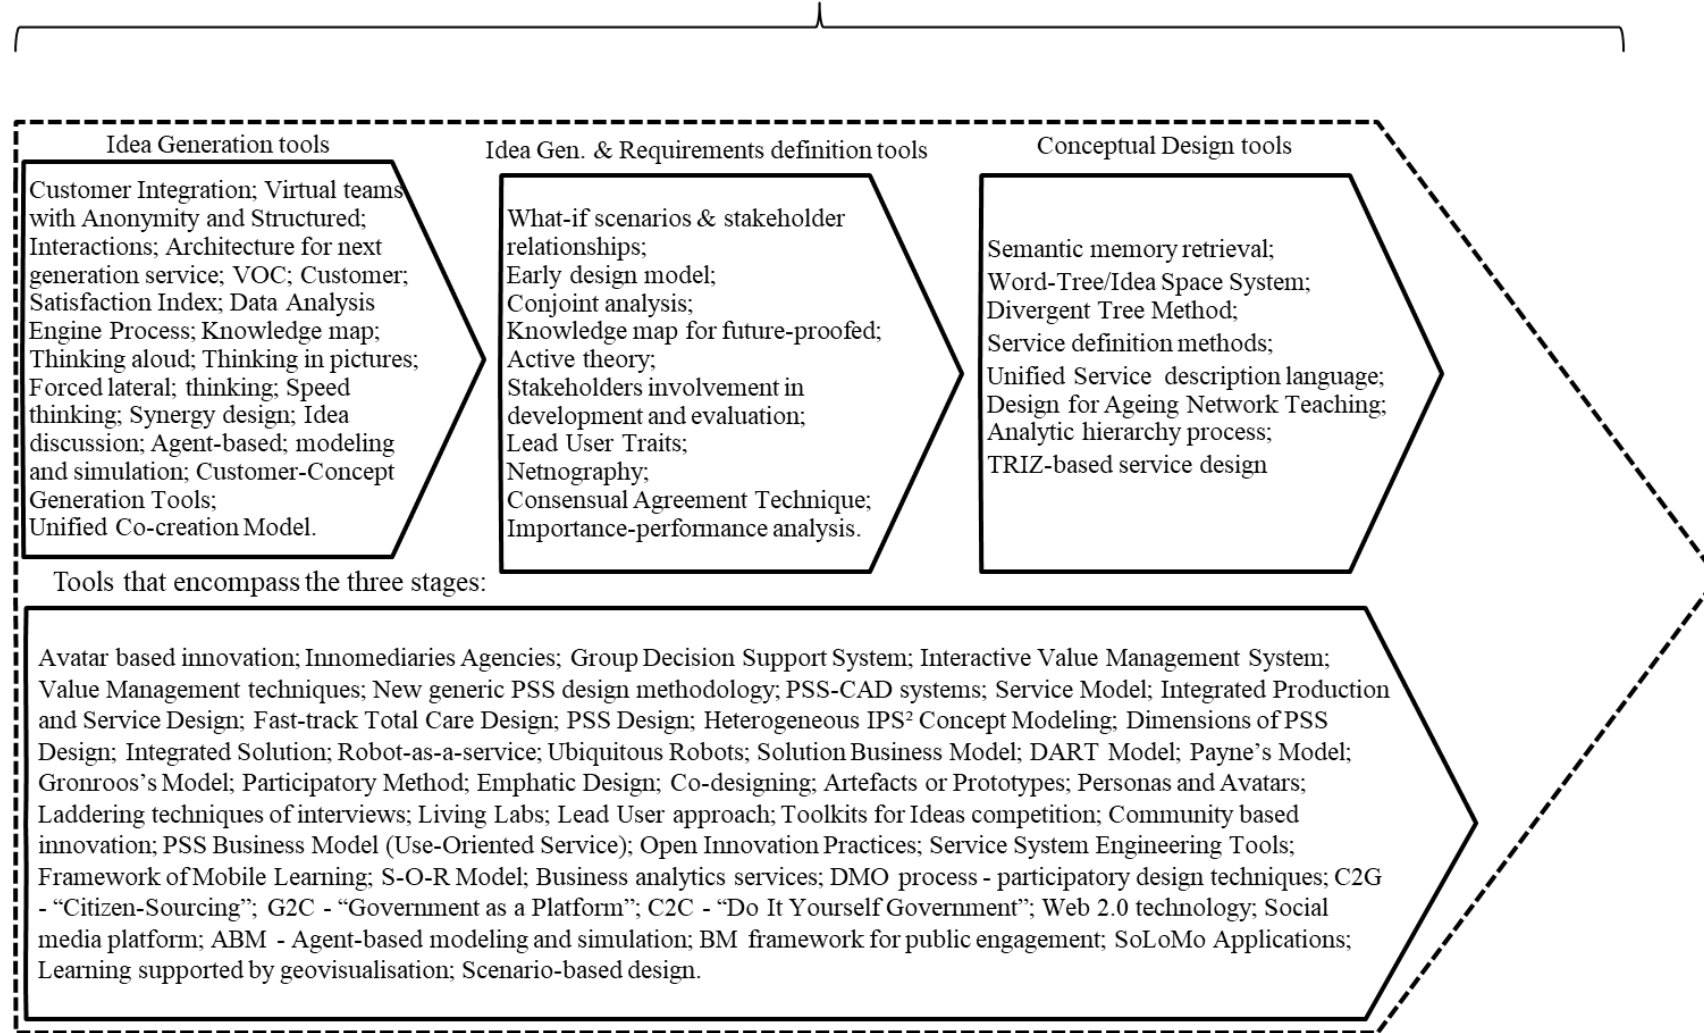 Idea Generation tools
Customer Integration; Virtual teams
with Anonymity and Structured;
Interactions; Architecture for next
generation service; VOC; Customer;
Satisfaction Index; Data Analysis
Engine Process; Knowledge map;
Thinking aloud; Thinking in pictures;
Forced lateral; thinking; Speed
thinking; Synergy design; Idea
discussion; Agent-based; modeling
and simulation; Customer-Concept
Generation Tools;
Unified Co-creation Model.
Idea Gen. & Requirements definition tools
What-if scenarios & stakeholder
relationships;
Early design model;
Conjoint analysis;
Knowledge map for future-proofed;
Active theory;
Stakeholders involvement in
development and evaluation;
Lead User Traits;
Netnography;
Consensual Agreement Technique;
Importance-performance analysis.
Conceptual Design tools
Semantic memory retrieval;
Word-Tree/Idea Space System;
Divergent Tree Method;
Service definition methods;
Unified Service description language;
Design for Ageing Network Teaching;
Analytic hierarchy process;
TRIZ-based service design
Tools that encompass the three stages:
Avatar based innovation; Innomediaries Agencies; Group Decision Support System; Interactive Value Management System;
Value Management techniques; New generic PSS design methodology; PSS-CAD systems; Service Model; Integrated Production
and Service Design; Fast-track Total Care Design; PSS Design; Heterogeneous IPS² Concept Modeling; Dimensions of PSS
Design; Integrated Solution; Robot-as-a-service; Ubiquitous Robots; Solution Business Model; DART Model; Payne’s Model;
Gronroos’s Model; Participatory Method; Emphatic Design; Co-designing; Artefacts or Prototypes; Personas and Avatars;
Laddering techniques of interviews; Living Labs; Lead User approach; Toolkits for Ideas competition; Community based
innovation; PSS Business Model (Use-Oriented Service); Open Innovation Practices; Service System Engineering Tools;
Framework of Mobile Learning; S-O-R Model; Business analytics services; DMO process - participatory design techniques; C2G
- “Citizen-Sourcing”; G2C - “Government as a Platform”; C2C - “Do It Yourself Government”; Web 2.0 technology; Social
media platform; ABM - Agent-based modeling and simulation; BM framework for public engagement; SoLoMo Applications;
Learning supported by geovisualisation; Scenario-based design.